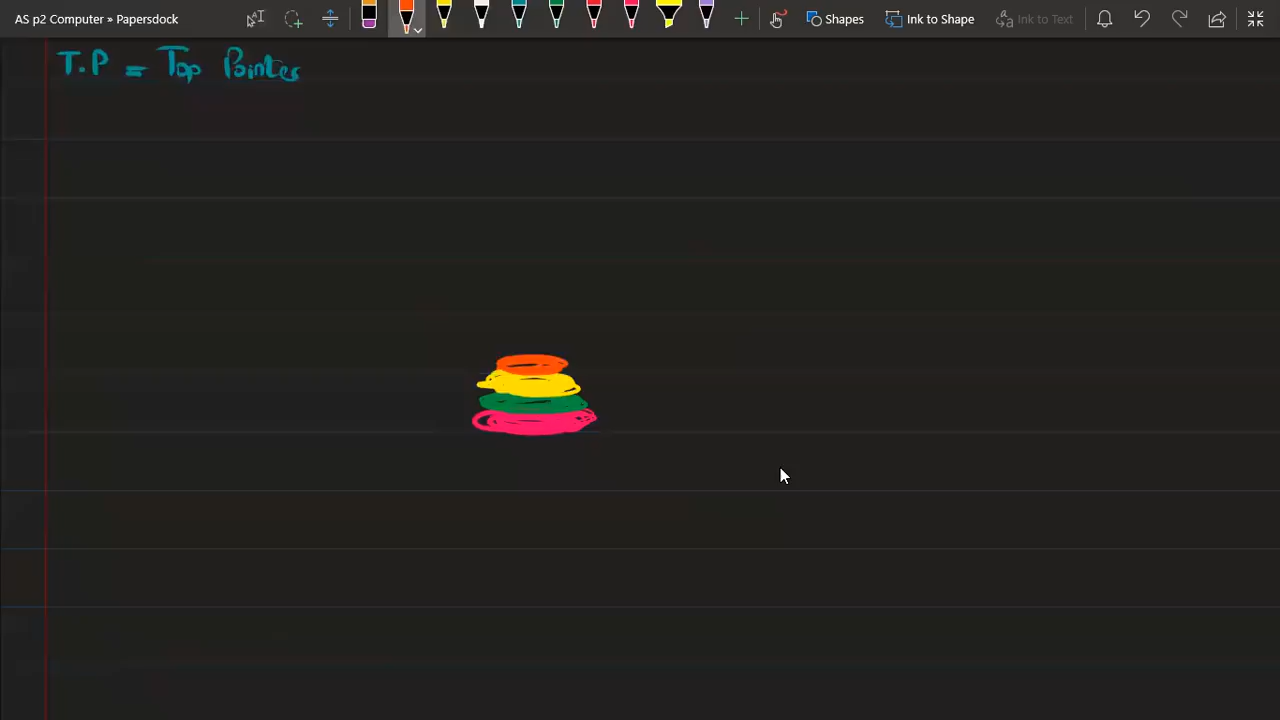 AS p2 Computer » Papersdock
Shapes
Ink to Shape
Ink to Text
T.P = Top Pointer